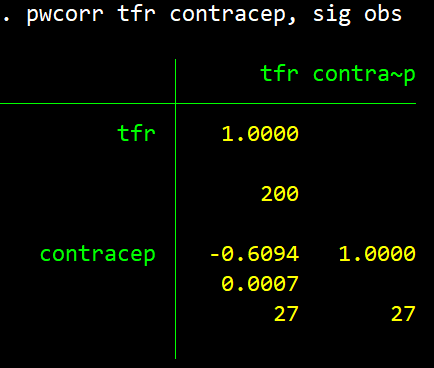 . pwcorr tfr contracep, sig obs
tfr contra~p
tfr 1.0000
200
contracep -0.6094 1.0000
0.0007
27 27